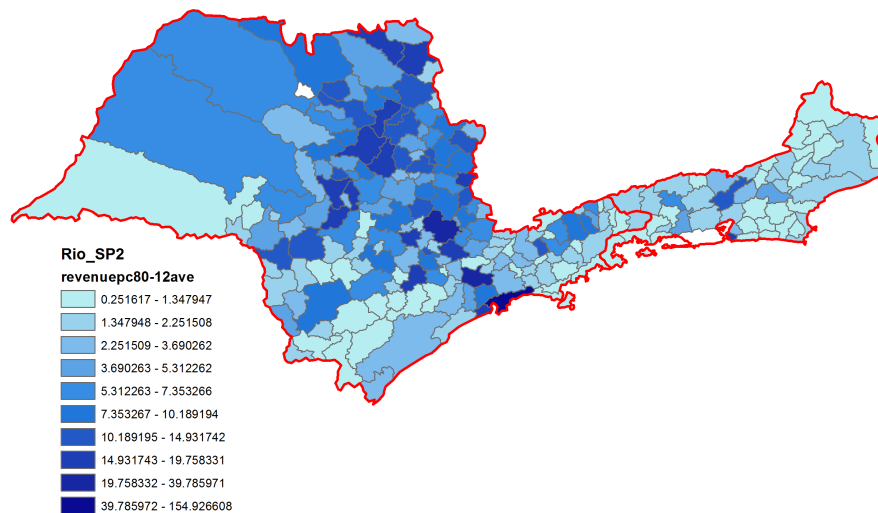 Rio_SP2
revenuepc80-12ave
0.251617 - 1.347947
1.347948 - 2.251508
2.251509 - 3.690262
3.690263 - 5.312262
5.312263 - 7.353266
7.353267 - 10.189194
10.189195 - 14.931742
14.931743 - 19.758331
19.758332 - 39.785971
39.785972 - 154.926608